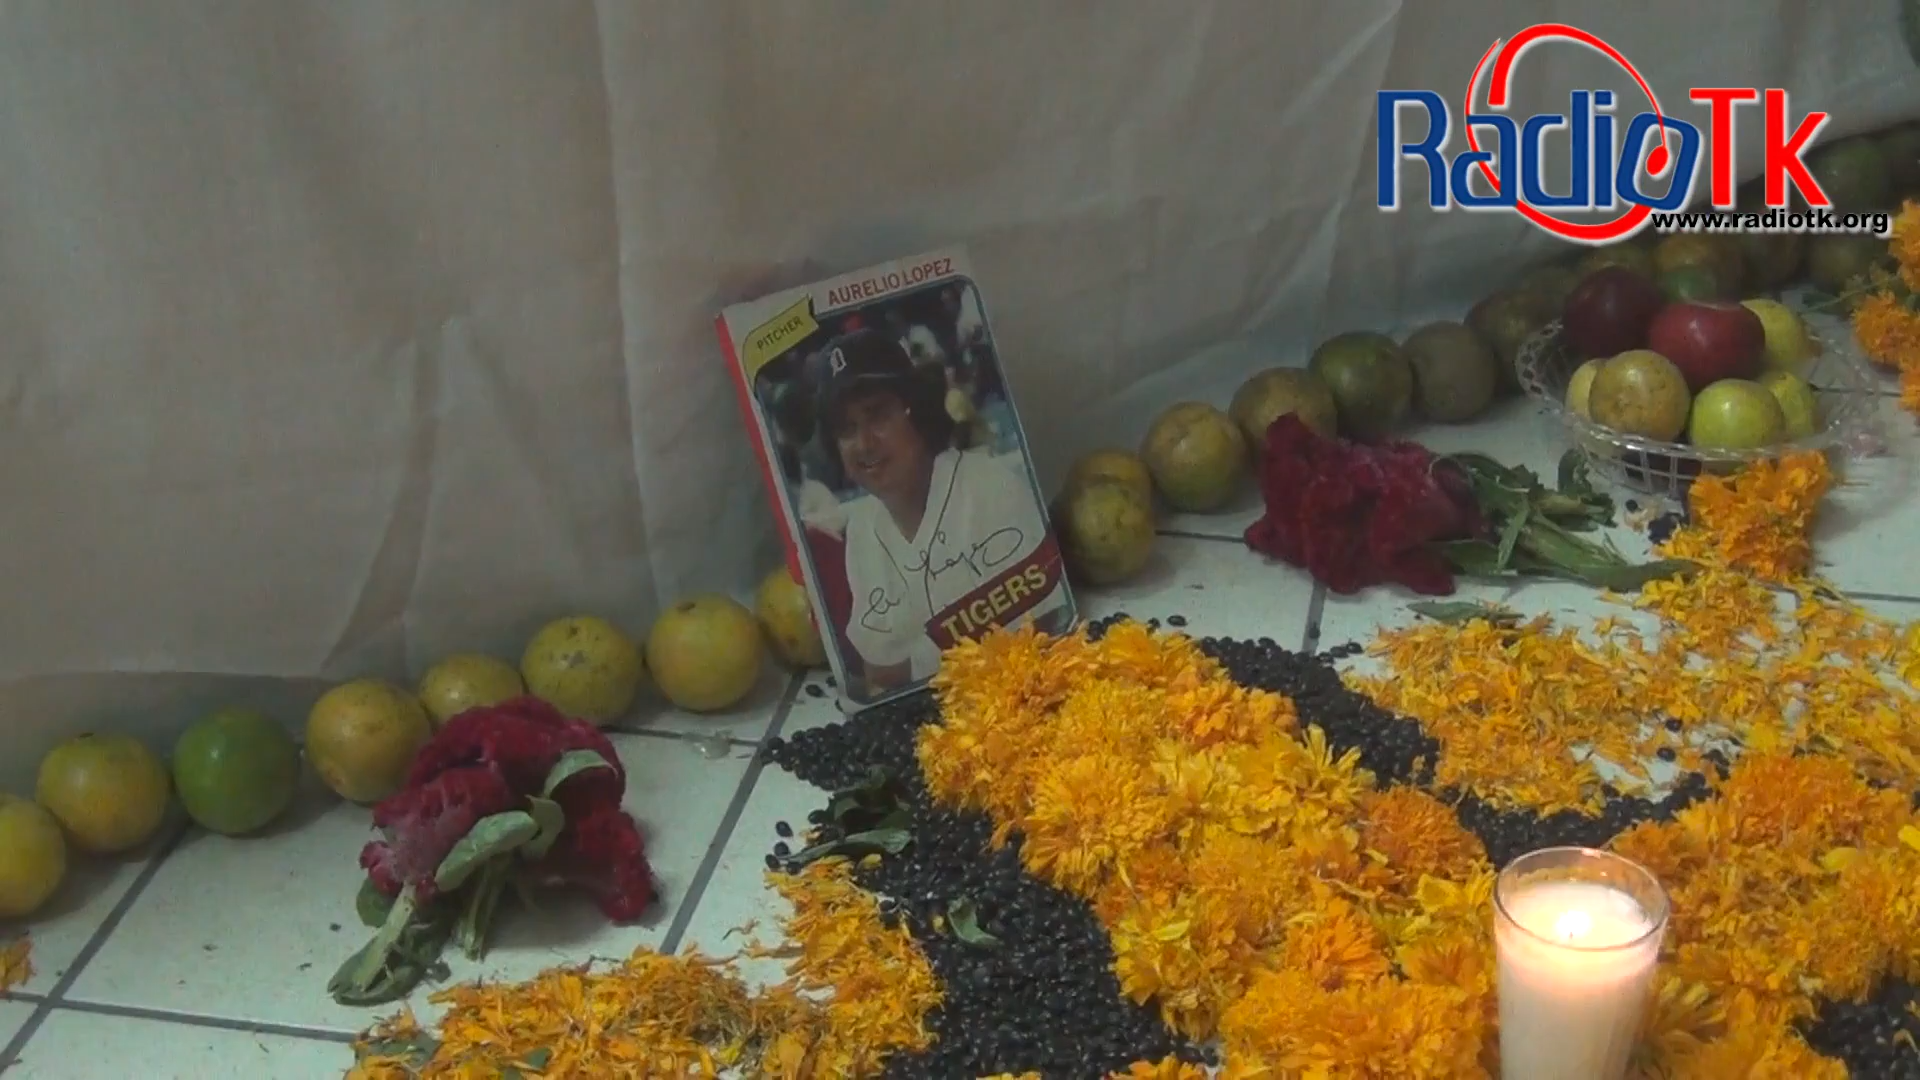 RadioTk
www.radiotk.org
AURELIO LOPEZ
PITCHER
D
TIGERS